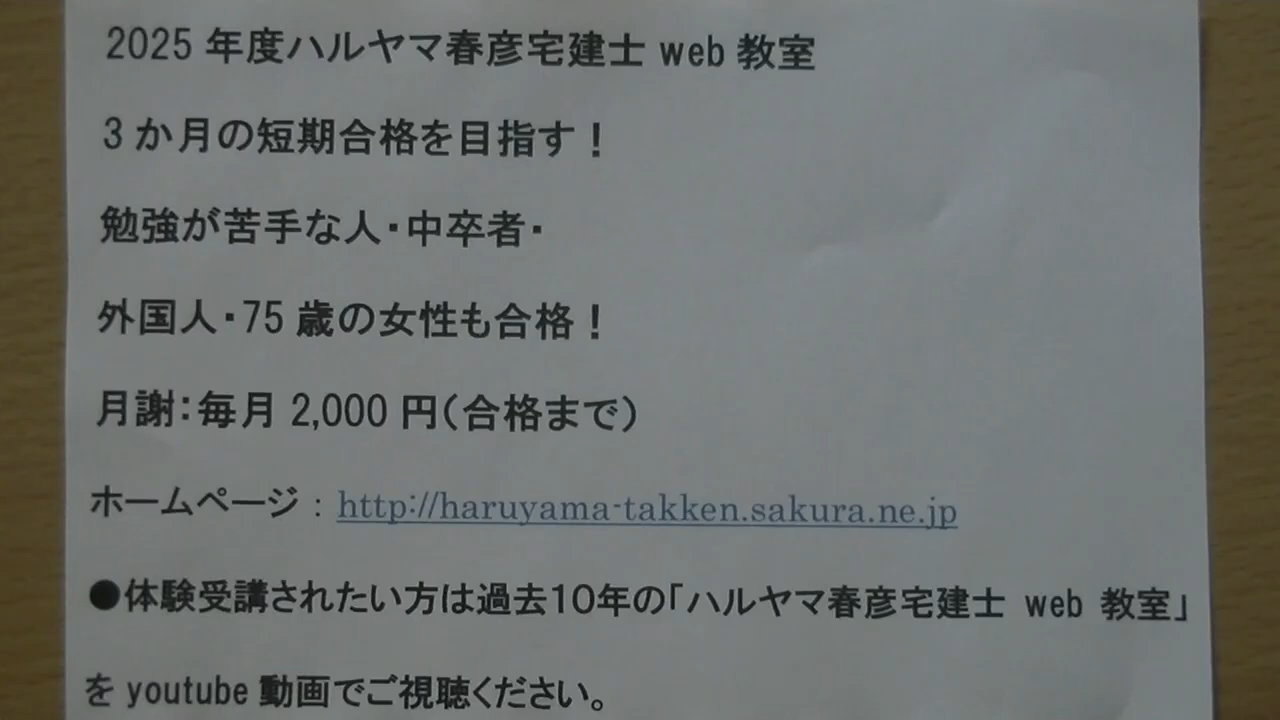 2025 年度ハルヤマ春彦宅建士 web 教室
3 か月の短期合格を目指す！
勉強が苦手な人・中卒者・
外国人・75 歳の女性も合格！
月謝：毎月 2,000 円（合格まで）
ホームページ：http://haruyama-takken.sakura.ne.jp
●体験受講されたい方は過去１０年の「ハルヤマ春彦宅建士 web 教室」
を youtube 動画でご視聴ください。